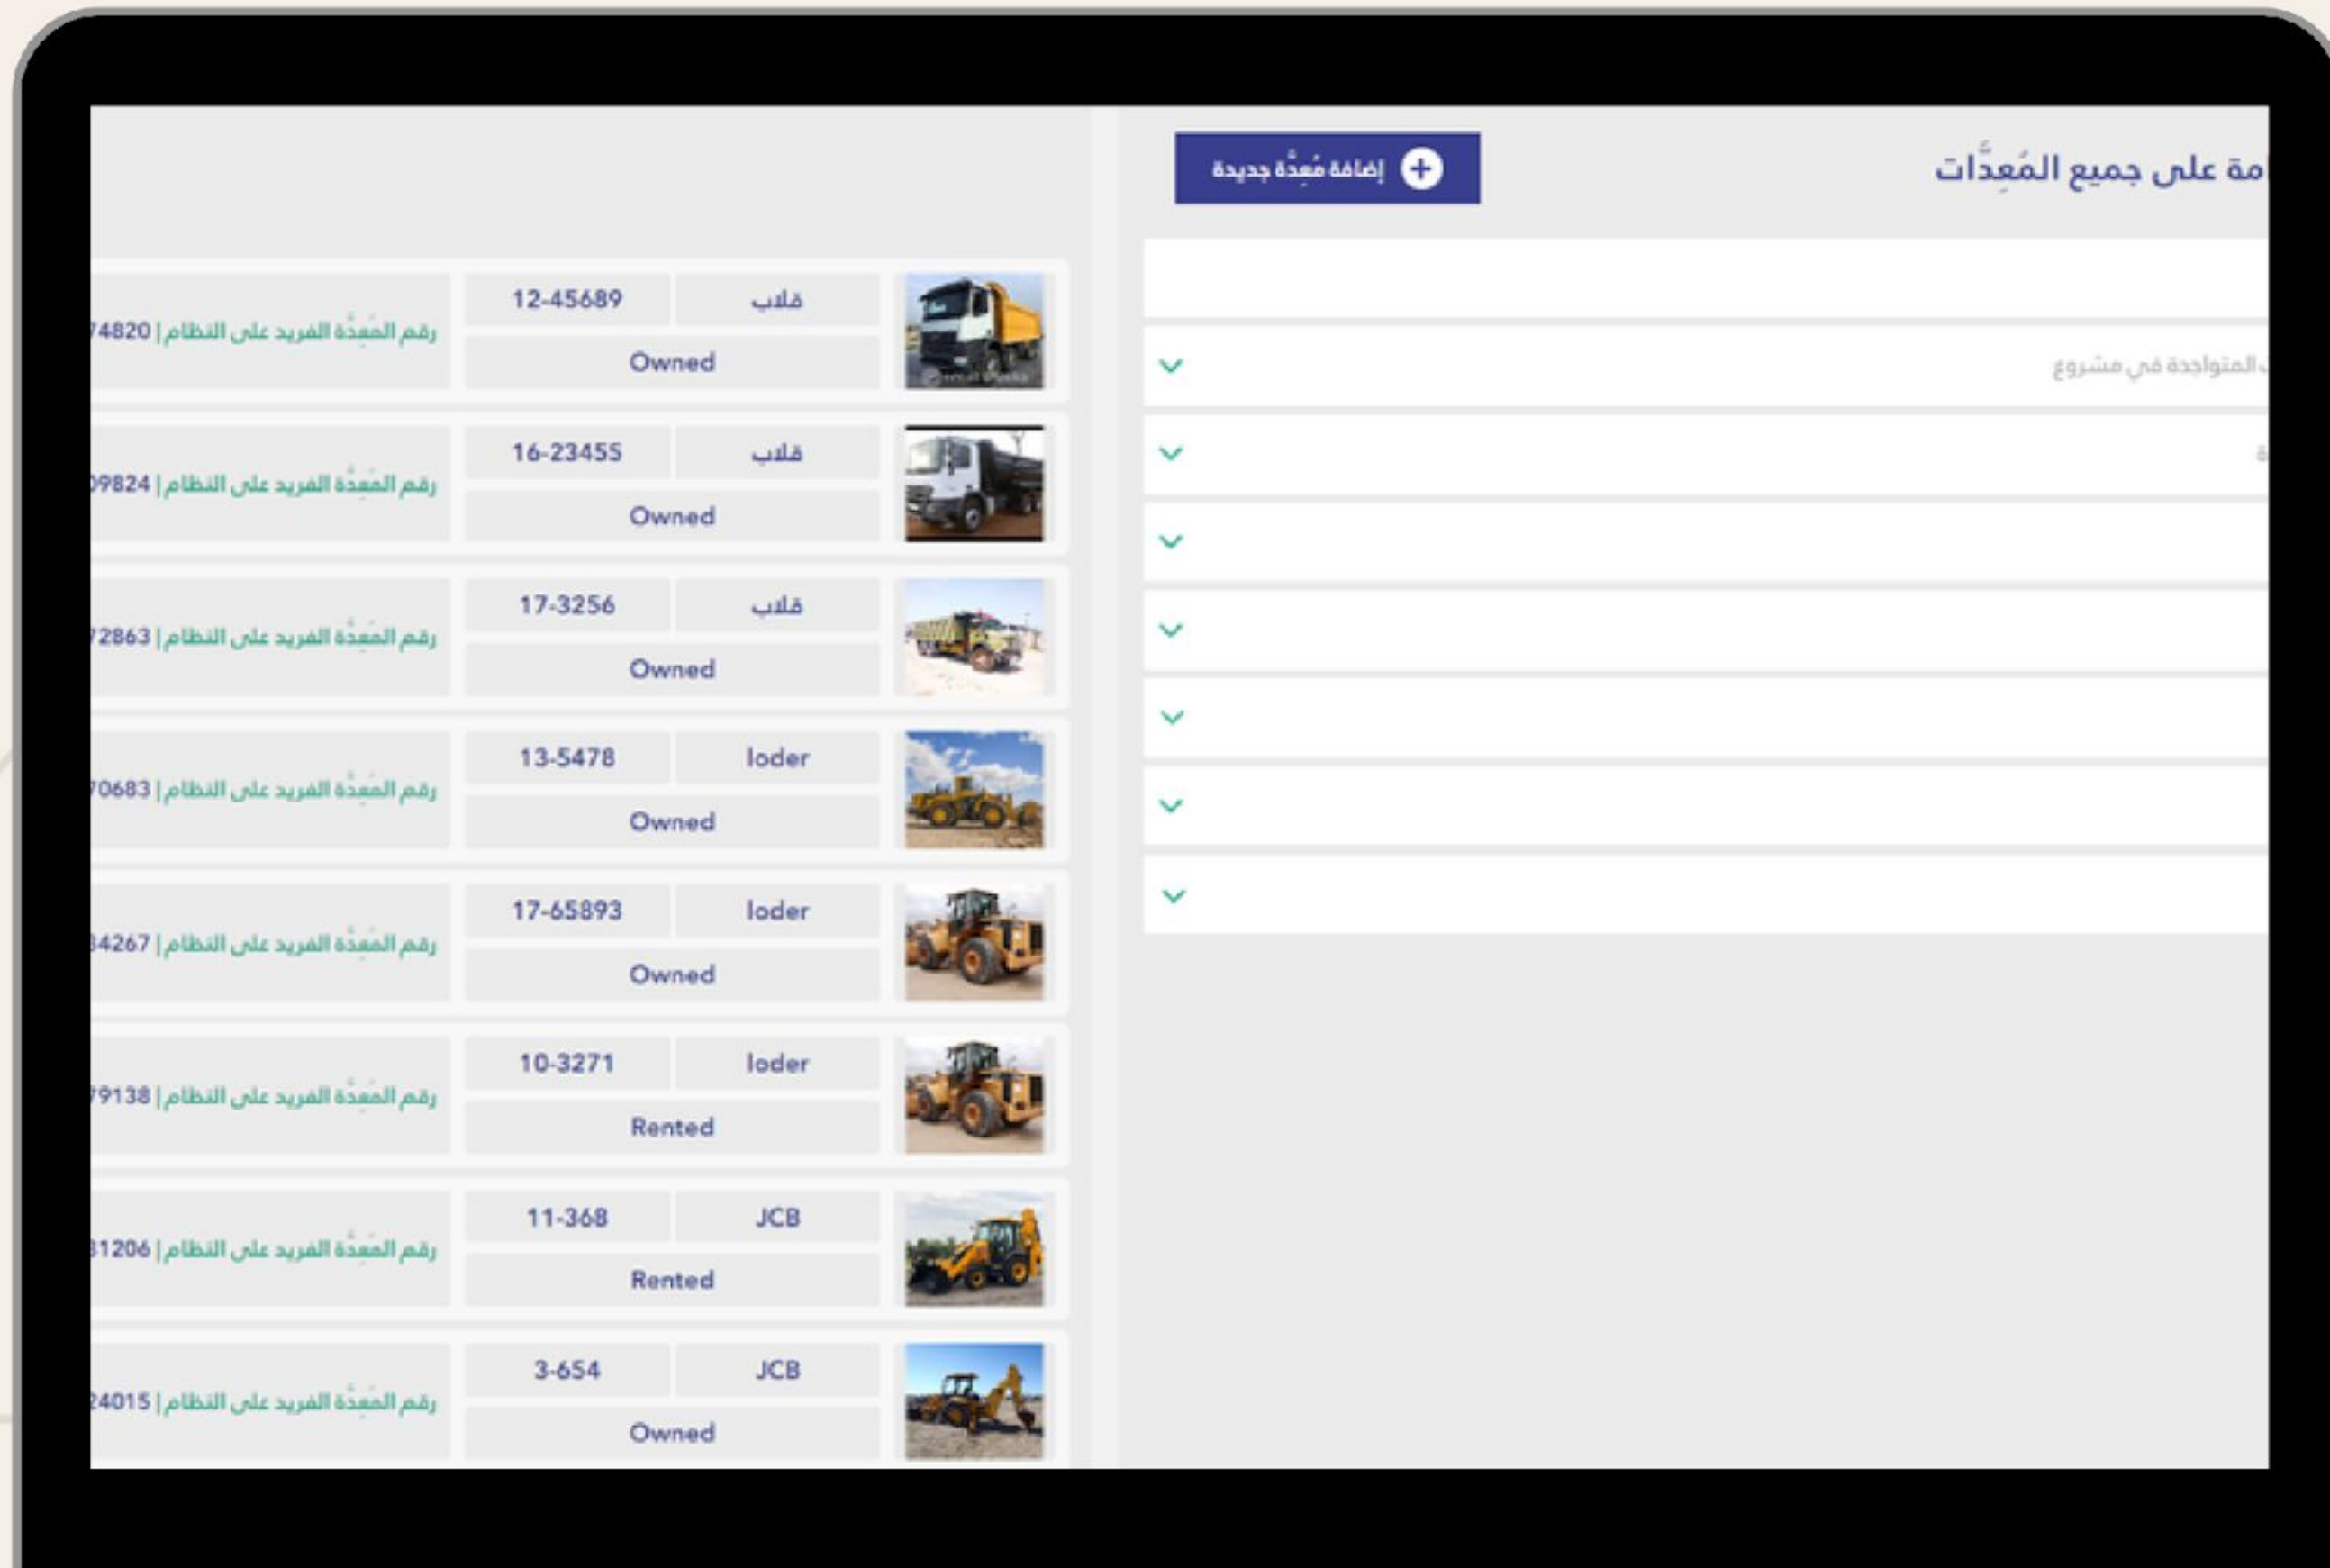 امة على جميع المُعِدَّات
إضافة مُعِدَّة جديدة
المتواجدة في مشروع
ة
قلاب 12-45689
Owned
رقم المُعِدَّة الفريد على النظام | 74820
قلاب 16-23455
Owned
رقم المُعِدَّة الفريد على النظام | 09824
قلاب 17-3256
Owned
رقم المُعِدَّة الفريد على النظام | 72863
loder 13-5478
Owned
رقم المُعِدَّة الفريد على النظام | 70683
loder 17-65893
Owned
رقم المُعِدَّة الفريد على النظام | 34267
loder 10-3271
Rented
رقم المُعِدَّة الفريد على النظام | 79138
JCB 11-368
Rented
رقم المُعِدَّة الفريد على النظام | 31206
JCB 3-654
Owned
رقم المُعِدَّة الفريد على النظام | 24015